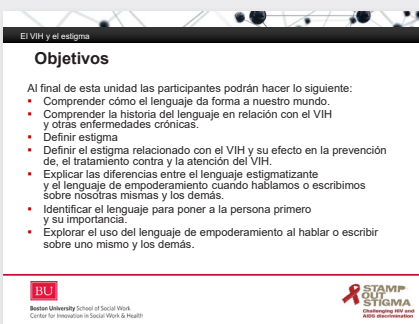 El VIH y el estigma
Objetivos
Al final de esta unidad las participantes podrán hacer lo siguiente:
▪ Comprender cómo el lenguaje da forma a nuestro mundo.
▪ Comprender la historia del lenguaje en relación con el VIH
y otras enfermedades crónicas.
▪ Definir estigma
▪ Definir el estigma relacionado con el VIH y su efecto en la prevención
de, el tratamiento contra y la atención del VIH.
▪ Explicar las diferencias entre el lenguaje estigmatizante
y el lenguaje de empoderamiento cuando hablamos o escribimos
sobre nosotras mismas y los demás.
▪ Identificar el lenguaje para poner a la persona primero
y su importancia.
▪ Explorar el uso del lenguaje de empoderamiento al hablar o escribir
sobre uno mismo y los demás.
BU
Boston University School of Social Work
Center for Innovation in Social Work & Health
STAMP
OUT
STIGMA
Challenging HIV and
AIDS discrimination